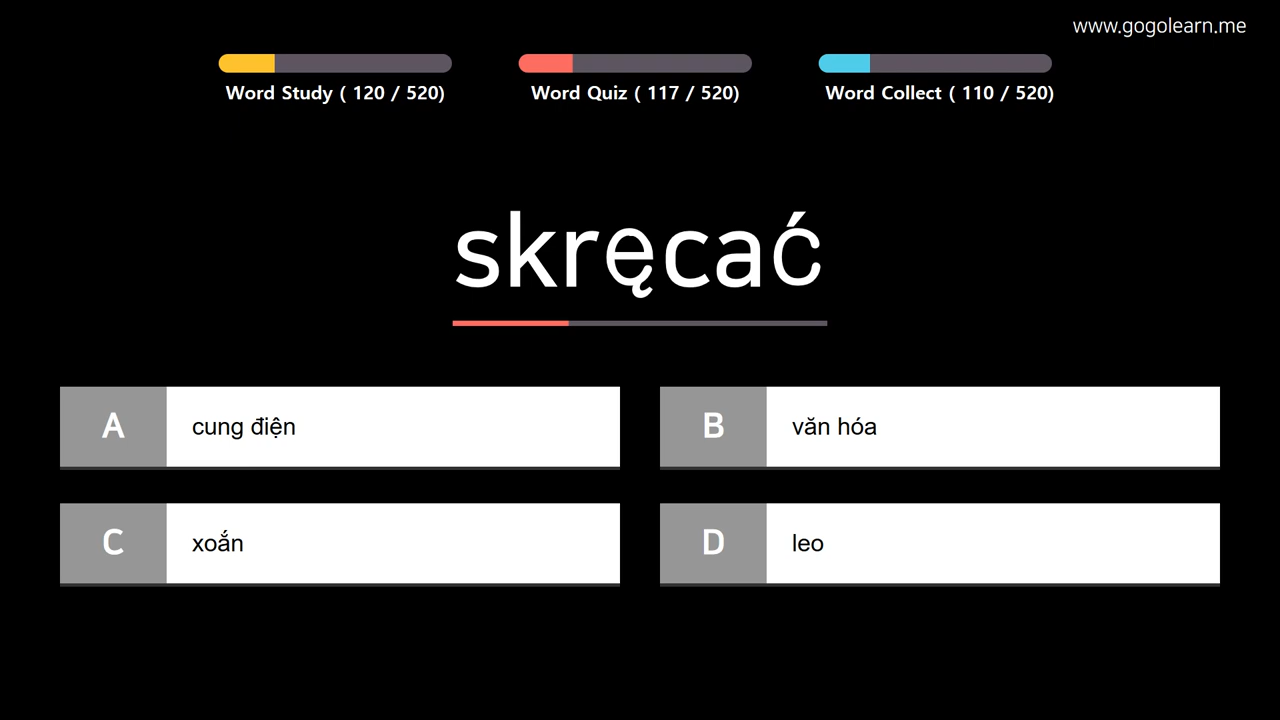 www.gogolearn.me
Word Study ( 120 / 520)
Word Quiz ( 117 / 520)
Word Collect ( 110 / 520)
skręcać
A cung điện
B văn hóa
C xoắn
D leo